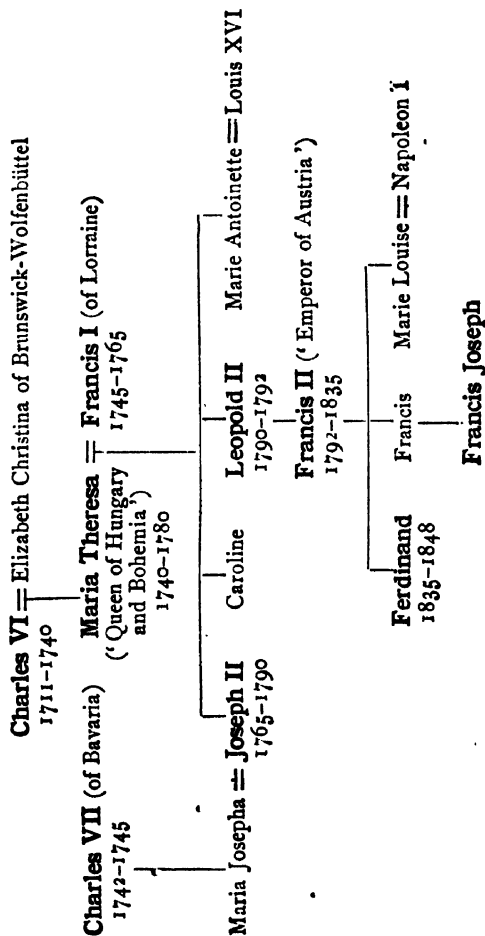 Charles VI = Elizabeth Christina of Brunswick-Wolfenbüttel
1711-1740
Charles VII (of Bavaria)
1742-1745
Maria Theresa = Francis I (of Lorraine)
('Queen of Hungary
and Bohemia')
1740-1780
1745-1765
Maria Josepha = Joseph II
1765-1790
Caroline
Leopold II
1790-1792
Marie Antoinette = Louis XVI
Francis II ('Emperor of Austria')
1792-1835
Ferdinand
1835-1848
Francis
Marie Louise = Napoleon I
Francis Joseph